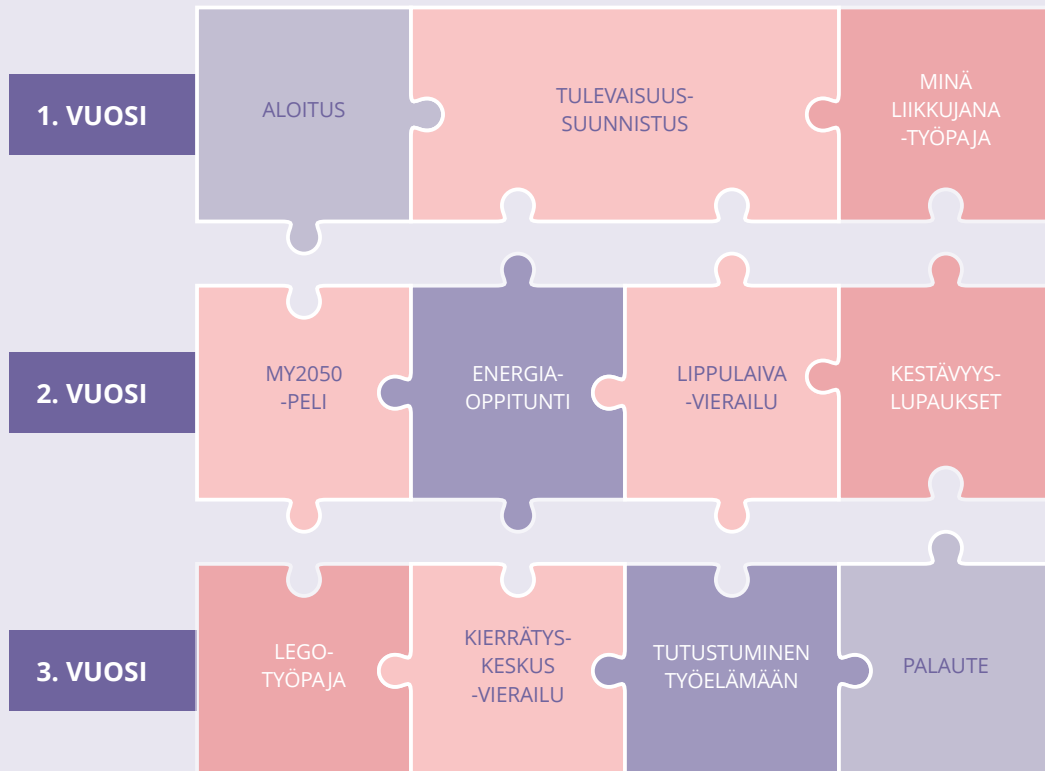 1. VUOSI
ALOITUS
TULEVAISUUS-
SUUNNISTUS
MINÄ
LIIKKUJANA
-TYÖPAJA
2. VUOSI
MY2050
-PELI
ENERGIA-
OPPITUNTI
LIPPULAIVA
-VIERAILU
KESTÄVYYS-
LUPAUKSET
3. VUOSI
LEGO-
TYÖPAJA
KIERRÄTYS-
KESKUS
-VIERAILU
TUTUSTUMINEN
TYÖELÄMÄÄN
PALAUTE